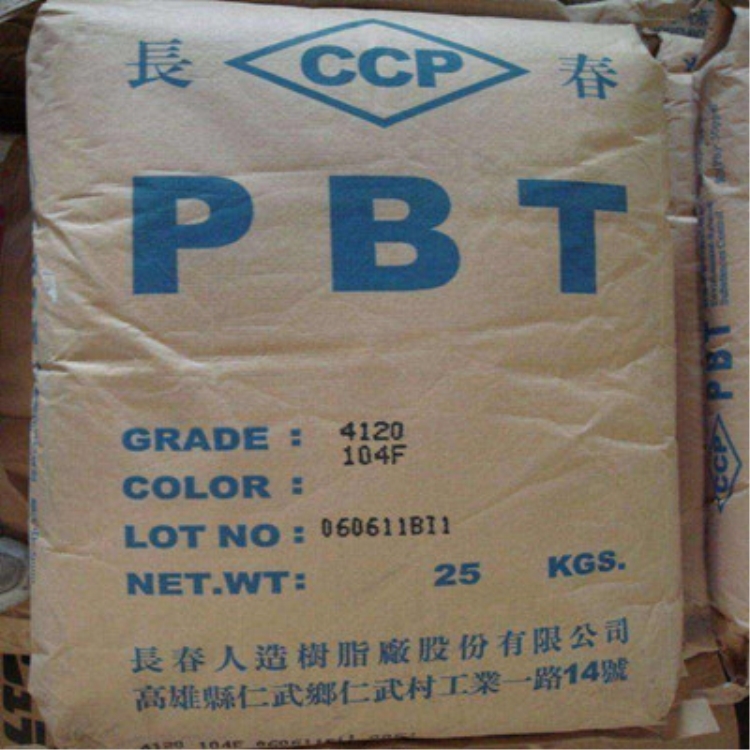 長 CCP 春
PBT
GRADE : 4120
104F
COLOR :
LOT NO : 060611BI1
NET.WT: 25 KGS.
長春人造樹脂廠股份有限公司
高雄縣仁武鄉仁武村工業一路14號
PBT
CCP